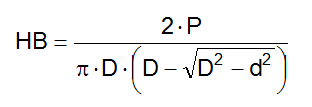 HB = 2·P / (π·D·(D − √(D² − d²)))